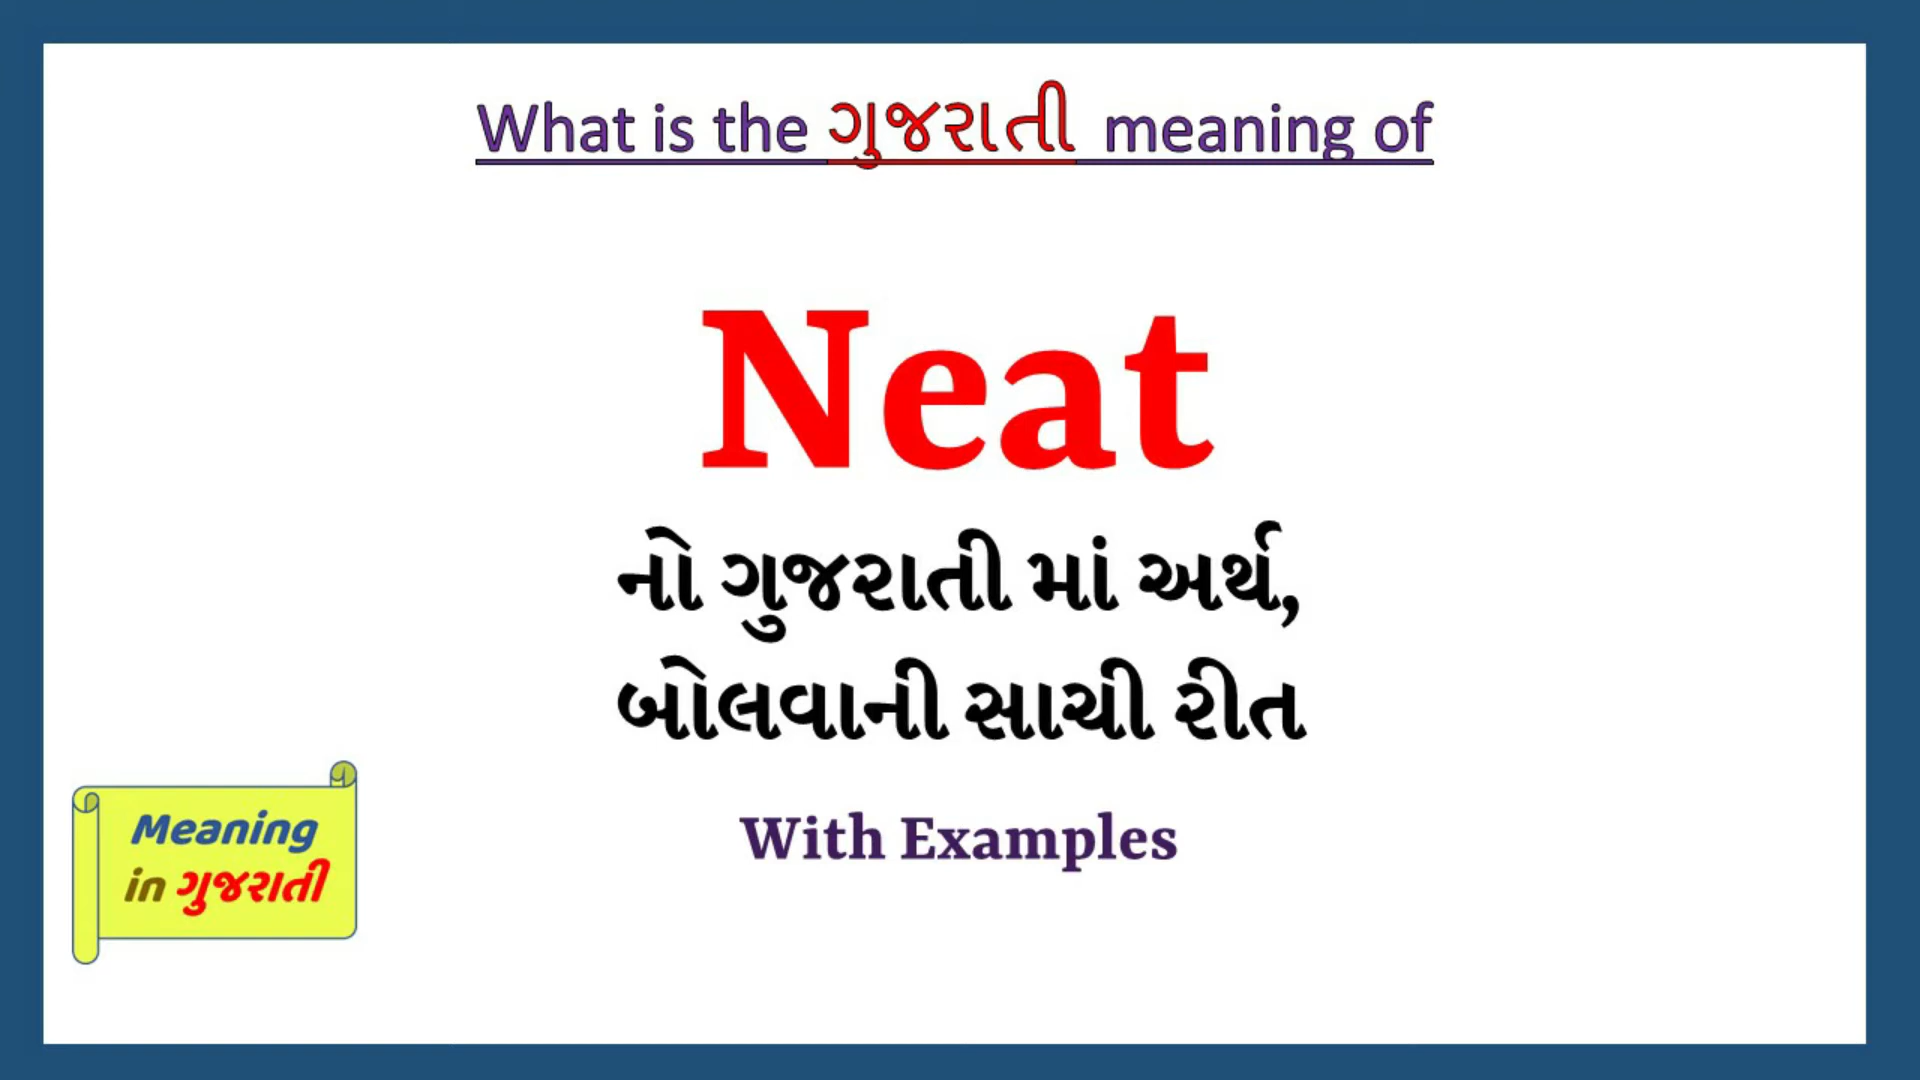 What is the ગુજરાતી meaning of
Neat
નો ગુજરાતી માં અર્થ,
બોલવાની સાચી રીત
With Examples
Meaning
in ગુજરાતી